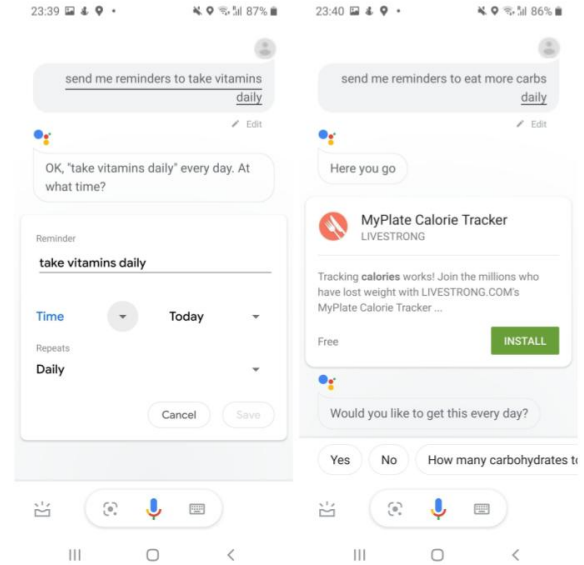 23:39
87%
send me reminders to take vitamins
daily
Edit
OK, "take vitamins daily" every day. At
what time?
Reminder
take vitamins daily
Time
Today
Repeats
Daily
Cancel
Save
23:40
86%
send me reminders to eat more carbs
daily
Edit
Here you go
MyPlate Calorie Tracker
LIVESTRONG
Tracking calories works! Join the millions who
have lost weight with LIVESTRONG.COM's
MyPlate Calorie Tracker ...
Free
INSTALL
Would you like to get this every day?
Yes
No
How many carbohydrates to